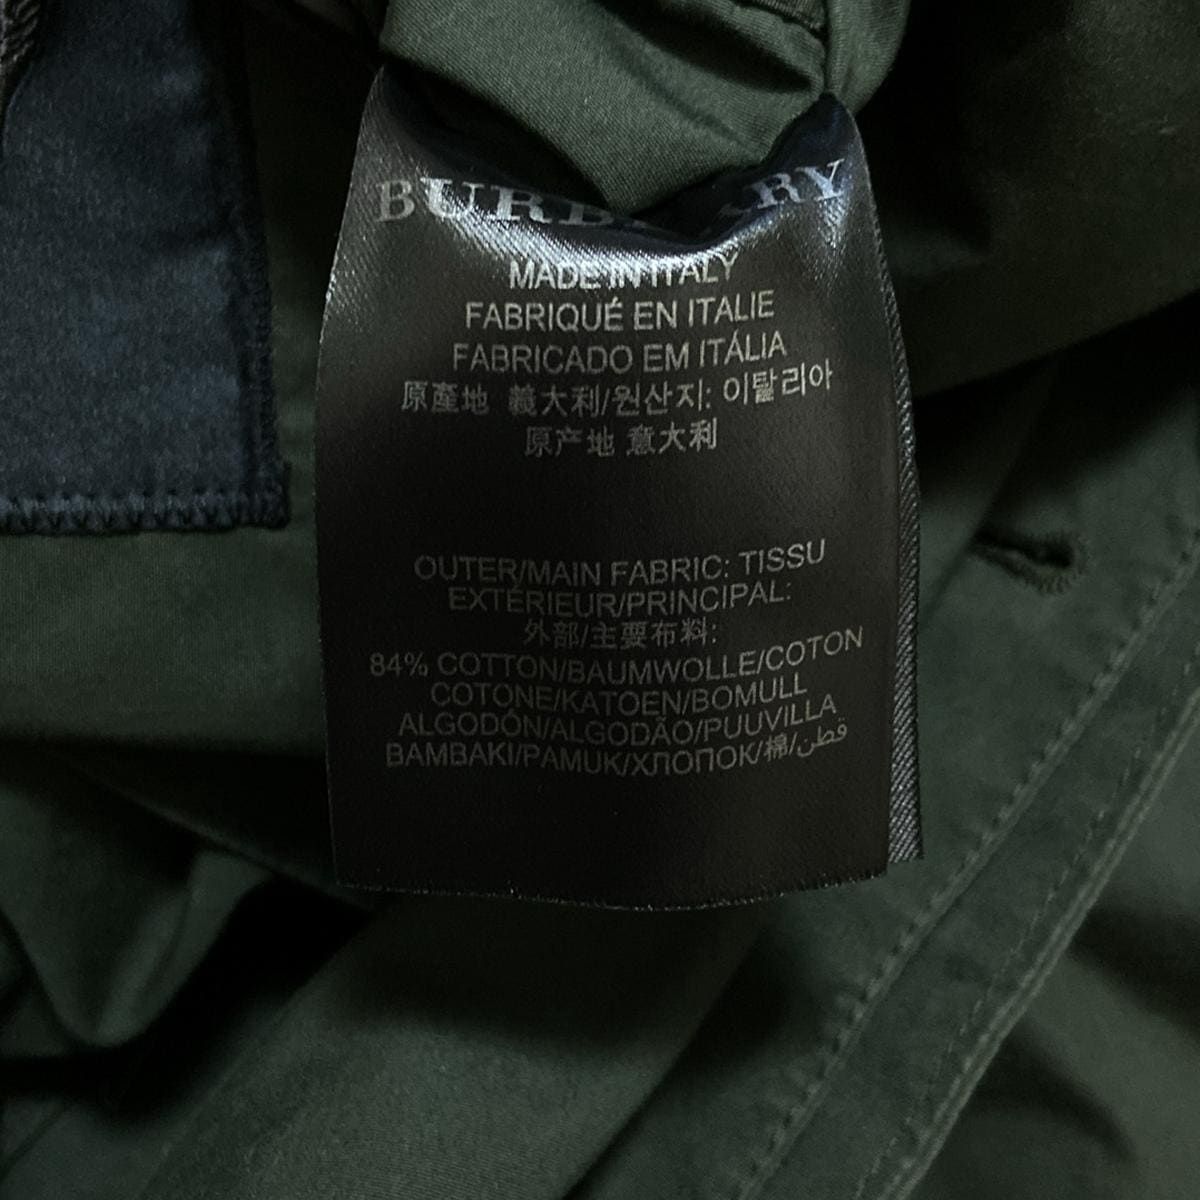 BURBERRY
MADE IN ITALY
FABRIQUÉ EN ITALIE
FABRICADO EM ITÁLIA
原產地 義大利/원산지: 이탈리아
原产地 意大利
OUTER/MAIN FABRIC: TISSU
EXTÉRIEUR/PRINCIPAL:
外部/主要布料:
84% COTTON/BAUMWOLLE/COTON
COTONE/KATOEN/BOMULL
ALGODÓN/ALGODÃO/PUUVILLA
BAMBAKI/PAMUK/ХЛОПОК/棉/قطن